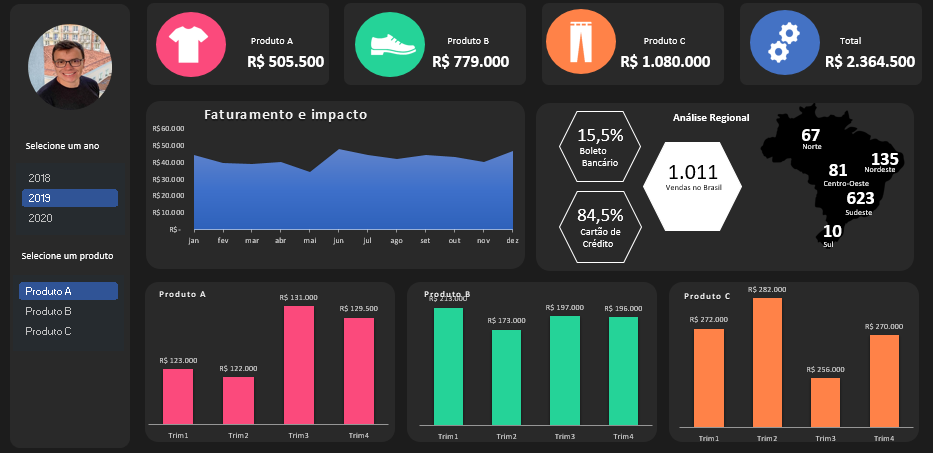 Produto A
R$ 505.500
Produto B
R$ 779.000
Produto C
R$ 1.080.000
Total
R$ 2.364.500
Selecione um ano
2018
2019
2020
Selecione um produto
Produto A
Produto B
Produto C
Faturamento e impacto
R$60.000
R$50.000
R$40.000
R$30.000
R$20.000
R$10.000
R$-
jan fev mar abr mai jun jul ago set out nov dez
Análise Regional
15,5%
Boleto
Bancário
84,5%
Cartão de
Crédito
1.011
Vendas no Brasil
67
Norte
135
Nordeste
81
Centro-Oeste
623
Sudeste
10
Sul
Produto A
R$ 123.000
R$ 122.000
R$ 131.000
R$ 129.500
Trim1 Trim2 Trim3 Trim4
Produto B
R$ 213.000
R$ 173.000
R$ 197.000
R$ 196.000
Trim1 Trim2 Trim3 Trim4
Produto C
R$ 272.000
R$ 282.000
R$ 256.000
R$ 270.000
Trim1 Trim2 Trim3 Trim4